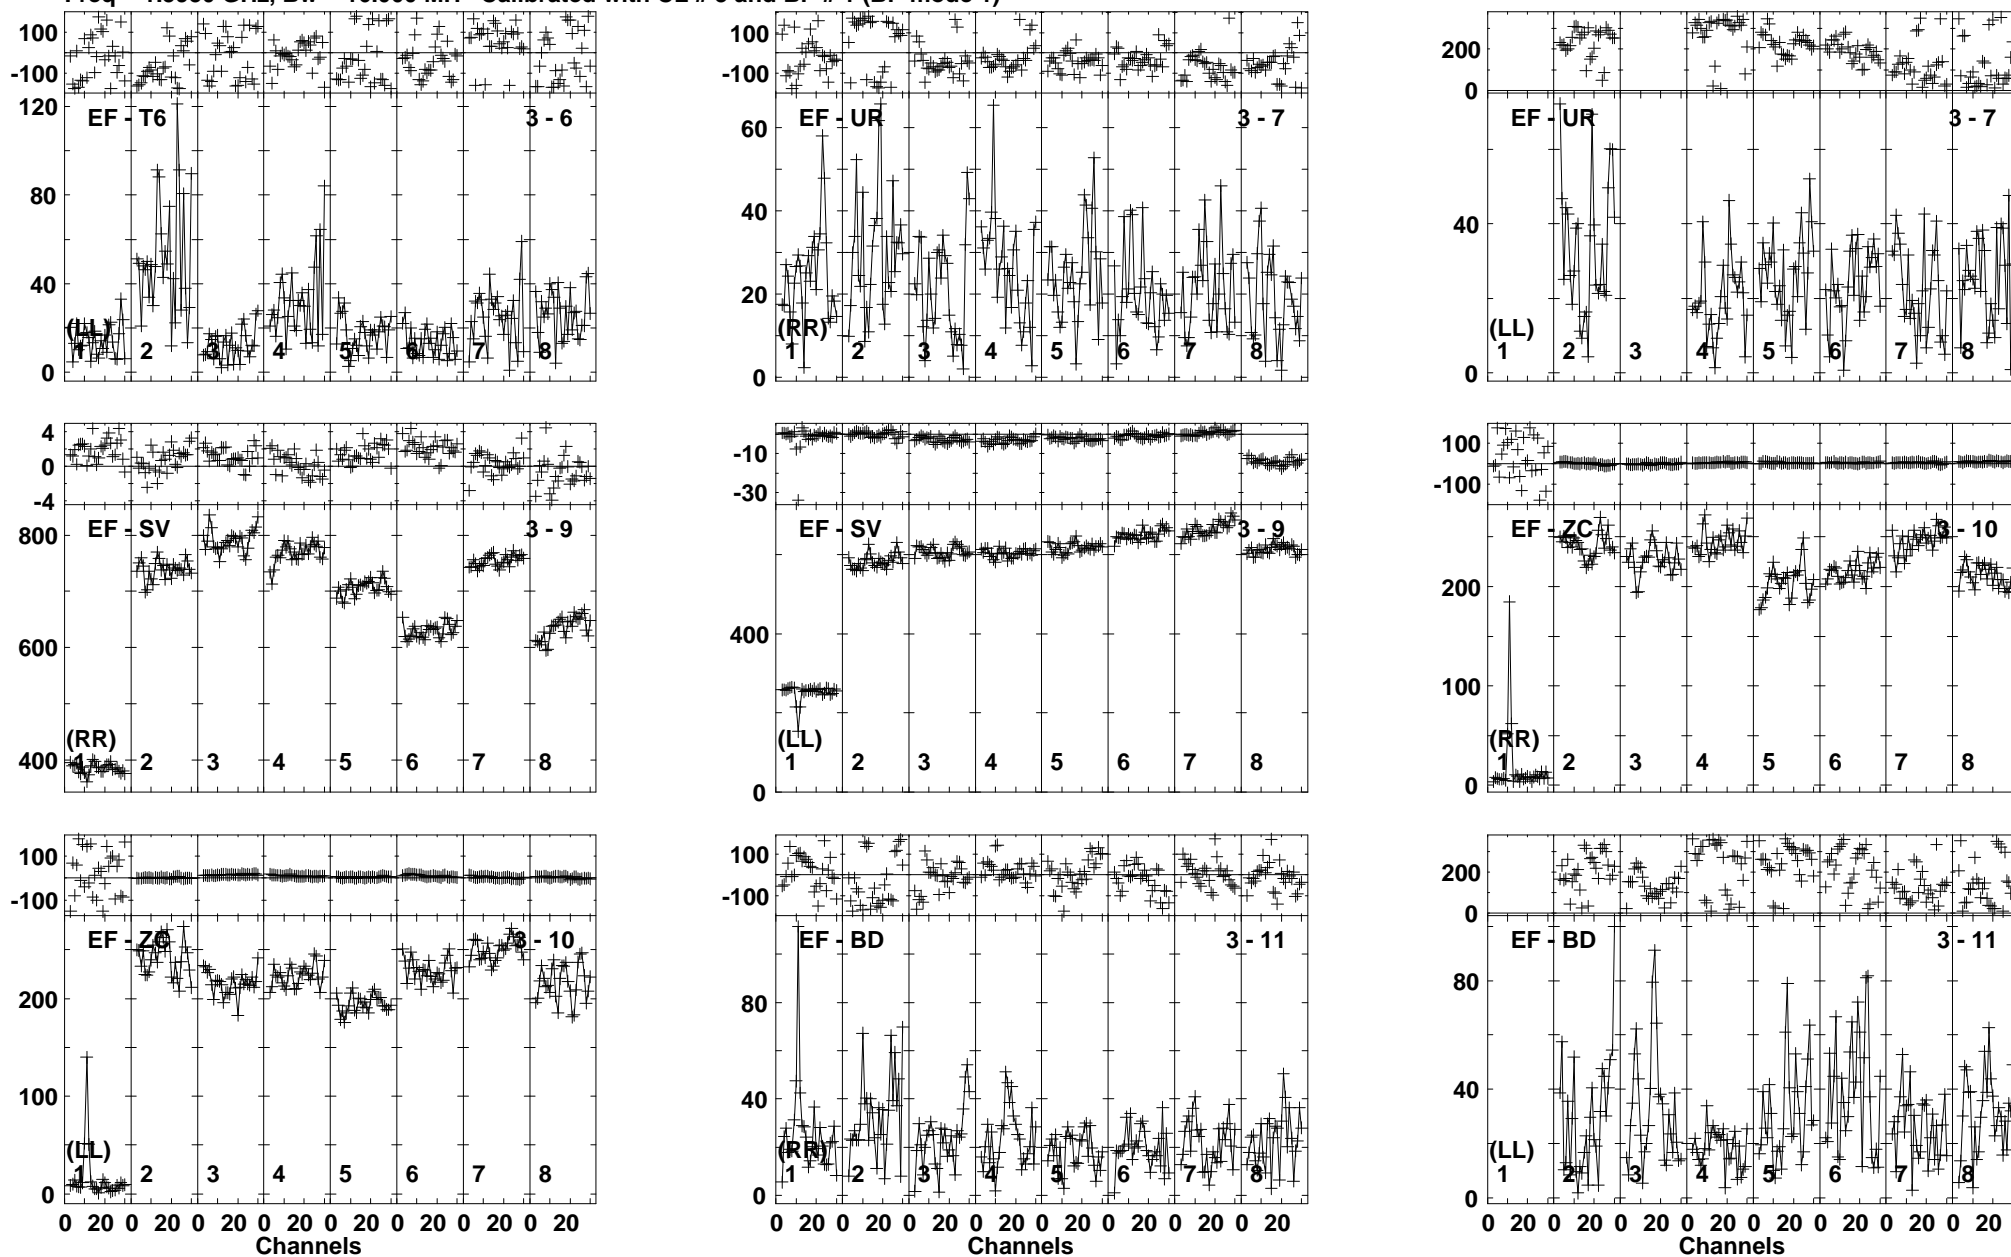 100 100
-100 -100 200 0
120 EF - T6 3 - 6 EF - UR 3 - 7 EF - UR 3 - 7
80 60
40 40 40
20
(LL) (RR) (LL)
1 2 3 4 5 6 7 8 1 2 3 4 5 6 7 8 1 2 3 4 5 6 7 8
0 0 0
4 0 -4 -10 -30 100 -100
800 EF - SV 3 - 9 EF - SV 3 - 9 EF - ZC 3 - 10
600 400 200 100
(RR) (LL) (RR)
400 1 2 3 4 5 6 7 8 1 2 3 4 5 6 7 8 1 2 3 4 5 6 7 8
0 0
100 -100 100 -100 200 0
EF - ZC 3 - 10 EF - BD 3 - 11 EF - BD 3 - 11
200 80 80
100 40 40
(LL) (RR) (LL)
1 2 3 4 5 6 7 8 1 2 3 4 5 6 7 8 1 2 3 4 5 6 7 8
0 0 0
0 20 0 20 0 20 0 20 0 20 0 20 0 20 0 20 0 20 0 20 0 20 0 20 0 20 0 20 0 20 0 20 0 20 0 20 0 20 0 20 0 20 0 20 0 20 0 20
Channels Channels Channels